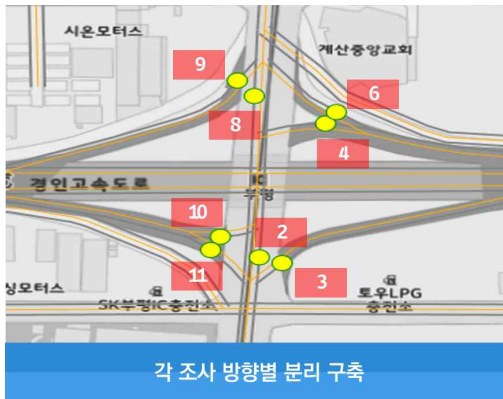 시온모터스
계산중앙교회
9
6
8
4
경인고속도로
IC
부평
10
2
11
3
싱모터스
SK부평IC충전소
토우LPG
충전소
각 조사 방향별 분리 구축